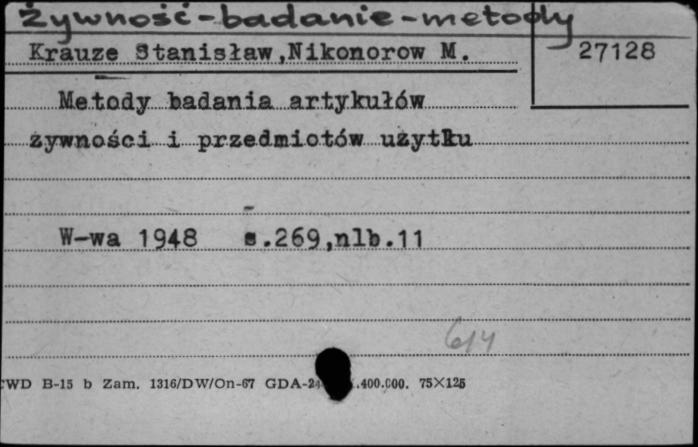 Żywność-badanie-metody
Krauze Stanisław,Nikonorow M.
27128
Metody badania artykułów
żywności i przedmiotów użytku
W-wa 1948 s.269,nlb.11
614
WD B-15 b Zam. 1316/DW/On-67 GDA-24 .400.000. 75X125